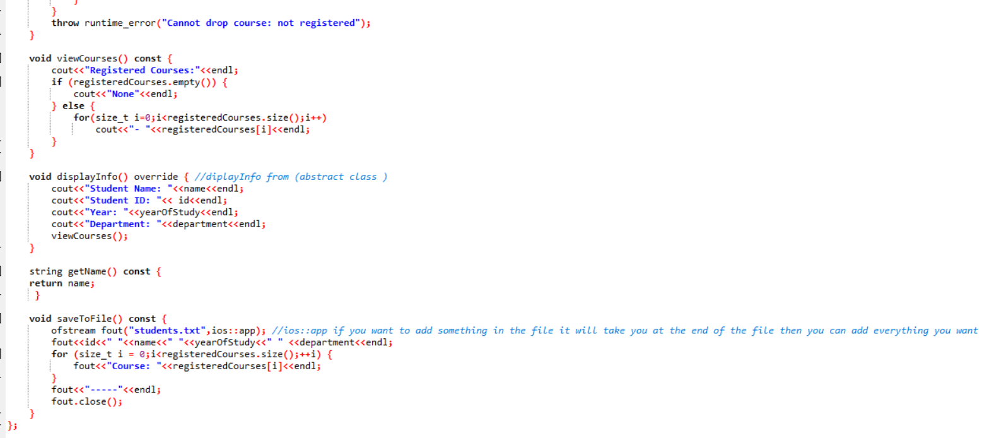 }
}
throw runtime_error("Cannot drop course: not registered");
}
void viewCourses() const {
cout<<"Registered Courses:"<<endl;
if (registeredCourses.empty()) {
cout<<"None"<<endl;
} else {
for(size_t i=0;i<registeredCourses.size();i++)
cout<<"- "<<registeredCourses[i]<<endl;
}
}
void displayInfo() override { //diplayInfo from (abstract class )
cout<<"Student Name: "<<name<<endl;
cout<<"Student ID: "<< id<<endl;
cout<<"Year: "<<yearOfStudy<<endl;
cout<<"Department: "<<department<<endl;
viewCourses();
}
string getName() const {
return name;
}
void saveToFile() const {
ofstream fout("students.txt",ios::app); //ios::app if you want to add something in the file it will take you at the end of the file then you can add everything you want
fout<<id<<" "<<name<<" "<<yearOfStudy<<" " <<department<<endl;
for (size_t i = 0;i<registeredCourses.size();++i) {
fout<<"Course: "<<registeredCourses[i]<<endl;
}
fout<<"-----"<<endl;
fout.close();
}
};